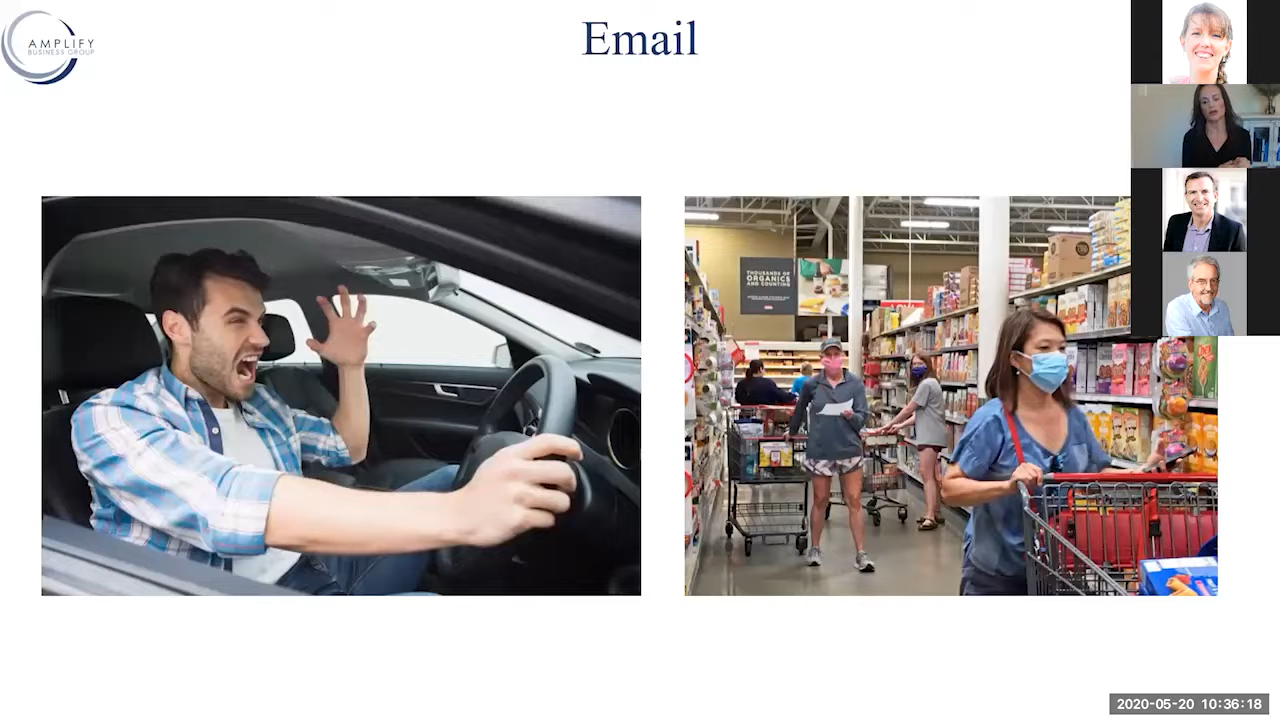 AMPLIFY
BUSINESS GROUP
Email
THOUSANDS OF
ORGANICS
AND COUNTING
2020-05-20 10:36:18